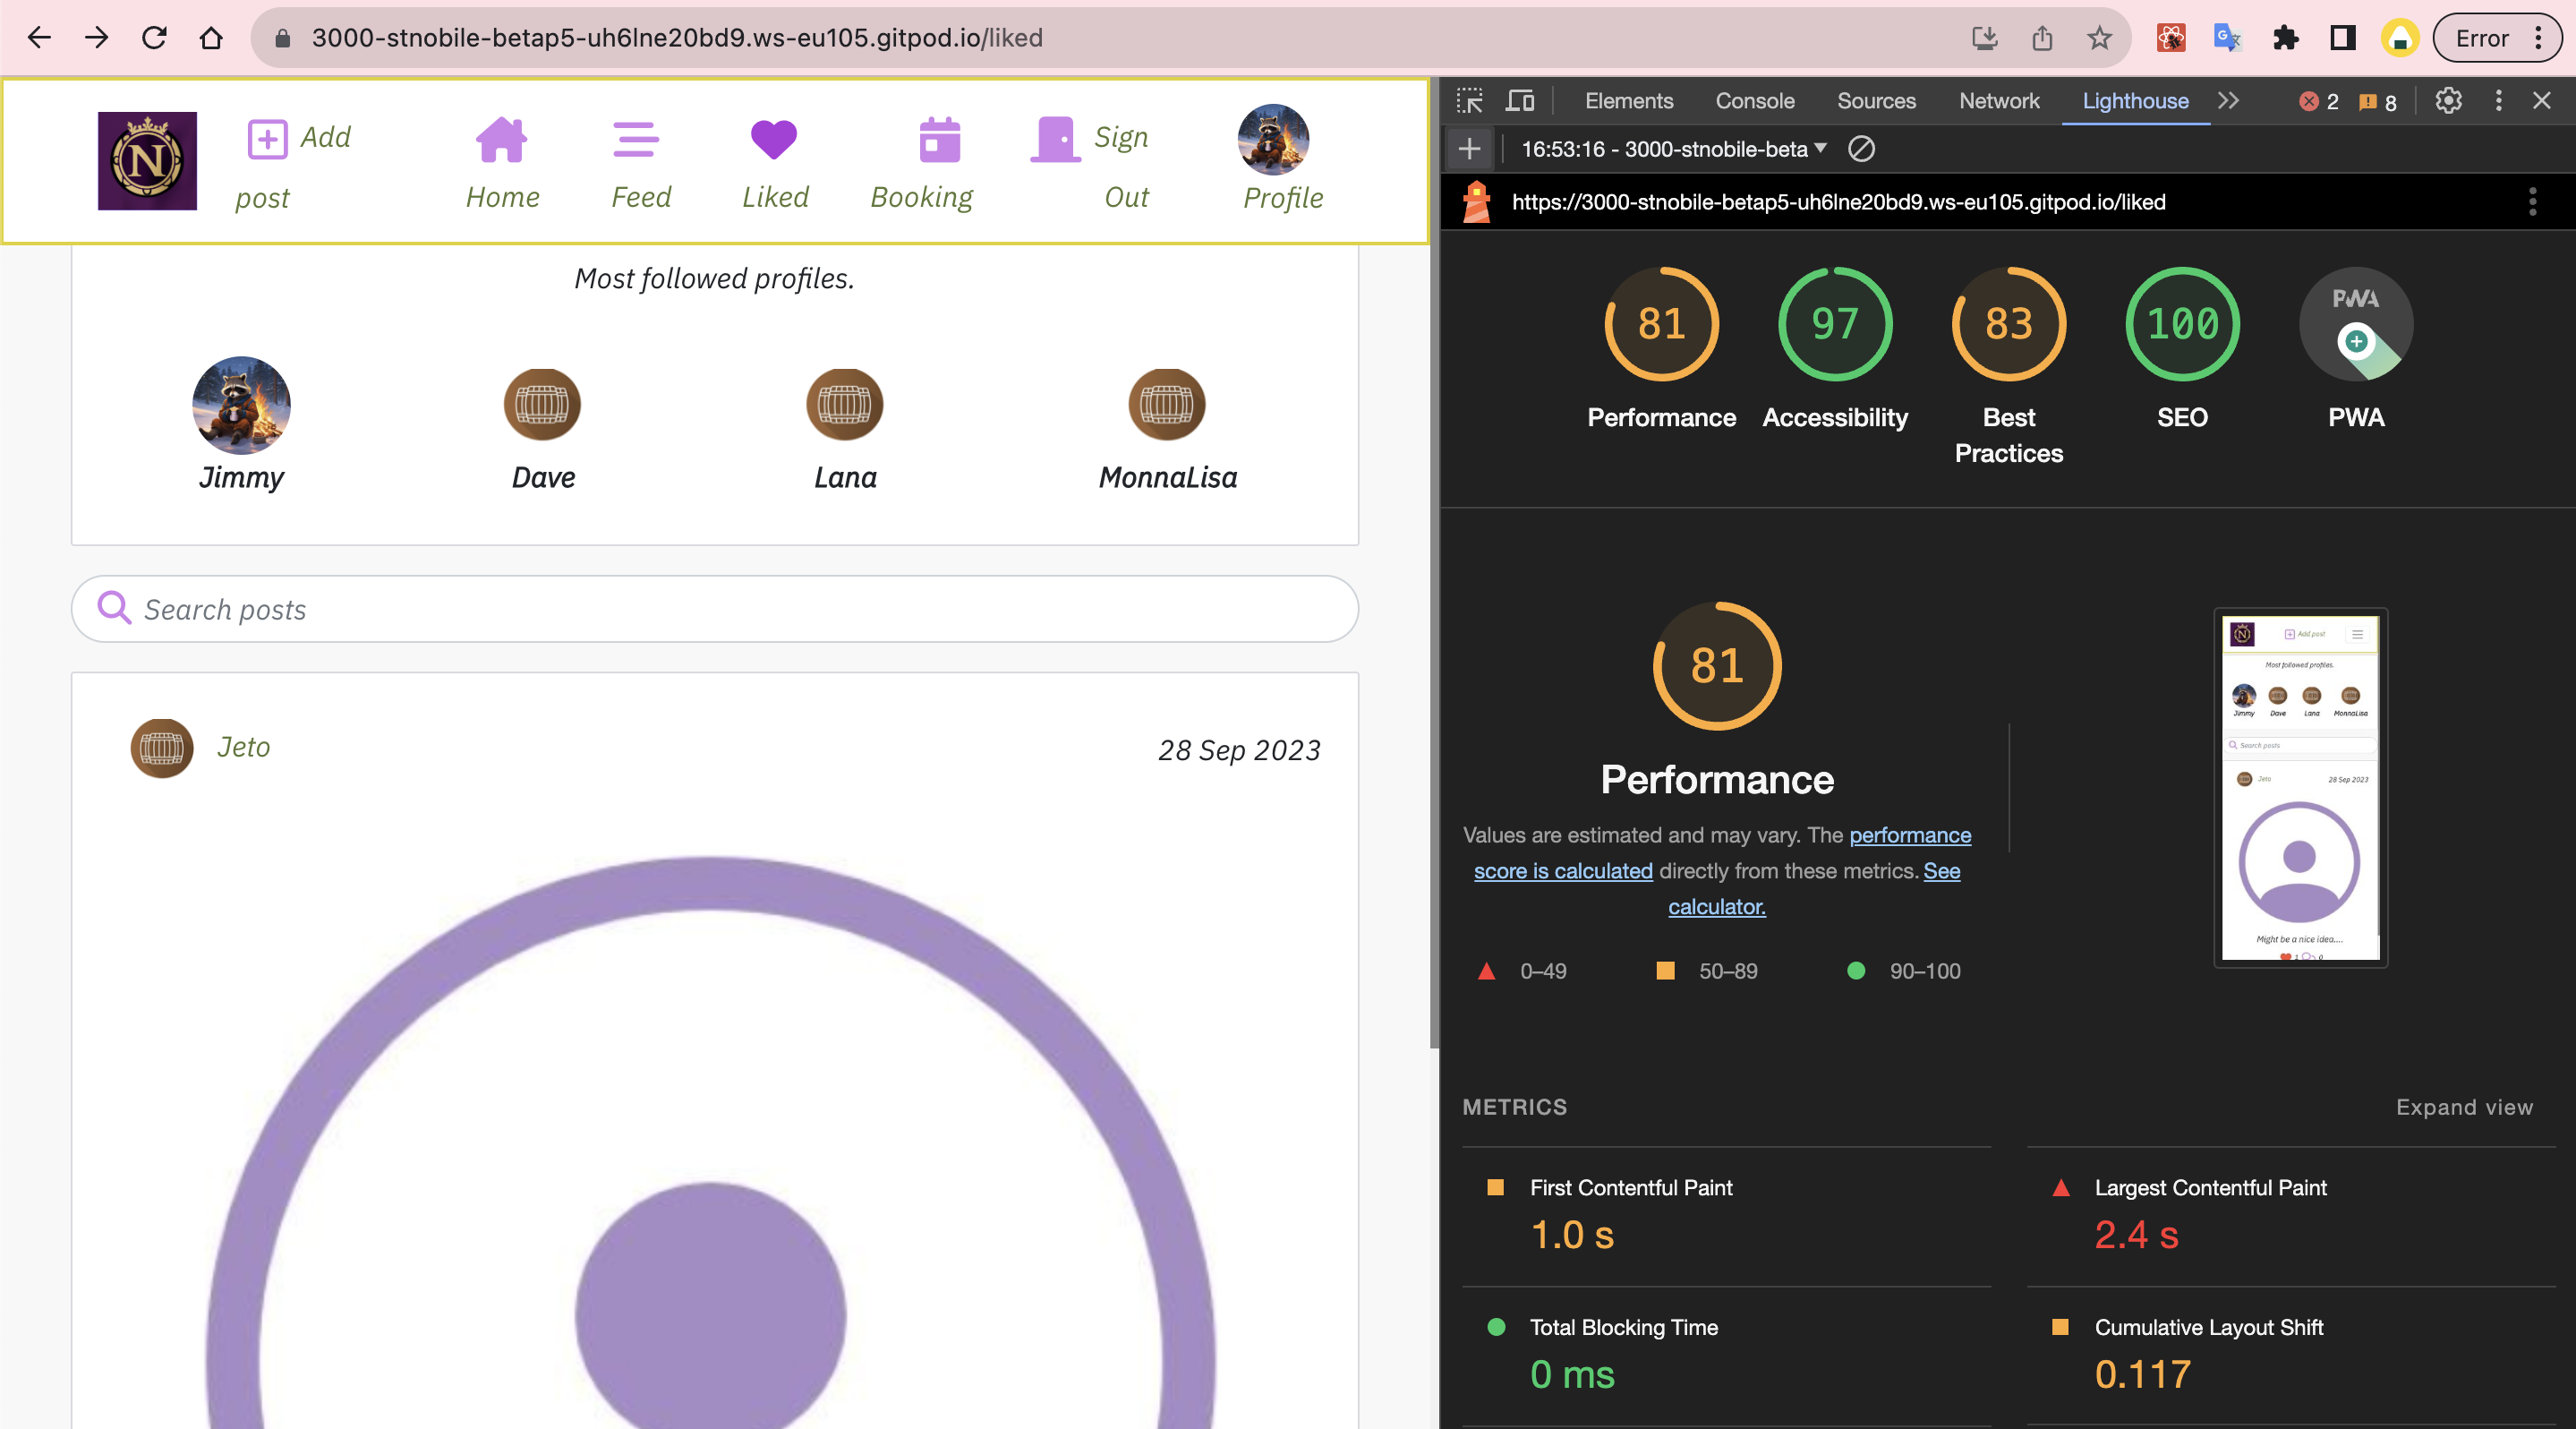 3000-stnobile-betap5-uh6lne20bd9.ws-eu105.gitpod.io/liked
Error
N
Add
post
Home
Feed
Liked
Booking
Sign
Out
Profile
Most followed profiles.
Jimmy
Dave
Lana
MonnaLisa
Search posts
Jeto
28 Sep 2023
Elements
Console
Sources
Network
Lighthouse
2
8
16:53:16 - 3000-stnobile-beta
https://3000-stnobile-betap5-uh6lne20bd9.ws-eu105.gitpod.io/liked
81
97
83
100
PWA
Performance
Accessibility
Best
Practices
SEO
PWA
81
Performance
Values are estimated and may vary. The performance
score is calculated directly from these metrics. See
calculator.
0–49
50–89
90–100
N
Add post
Most followed profiles.
Jimmy
Dave
Lana
MonnaLisa
Search posts
Jeto
28 Sep 2023
Might be a nice idea....
1
0
METRICS
Expand view
First Contentful Paint
1.0 s
Largest Contentful Paint
2.4 s
Total Blocking Time
0 ms
Cumulative Layout Shift
0.117